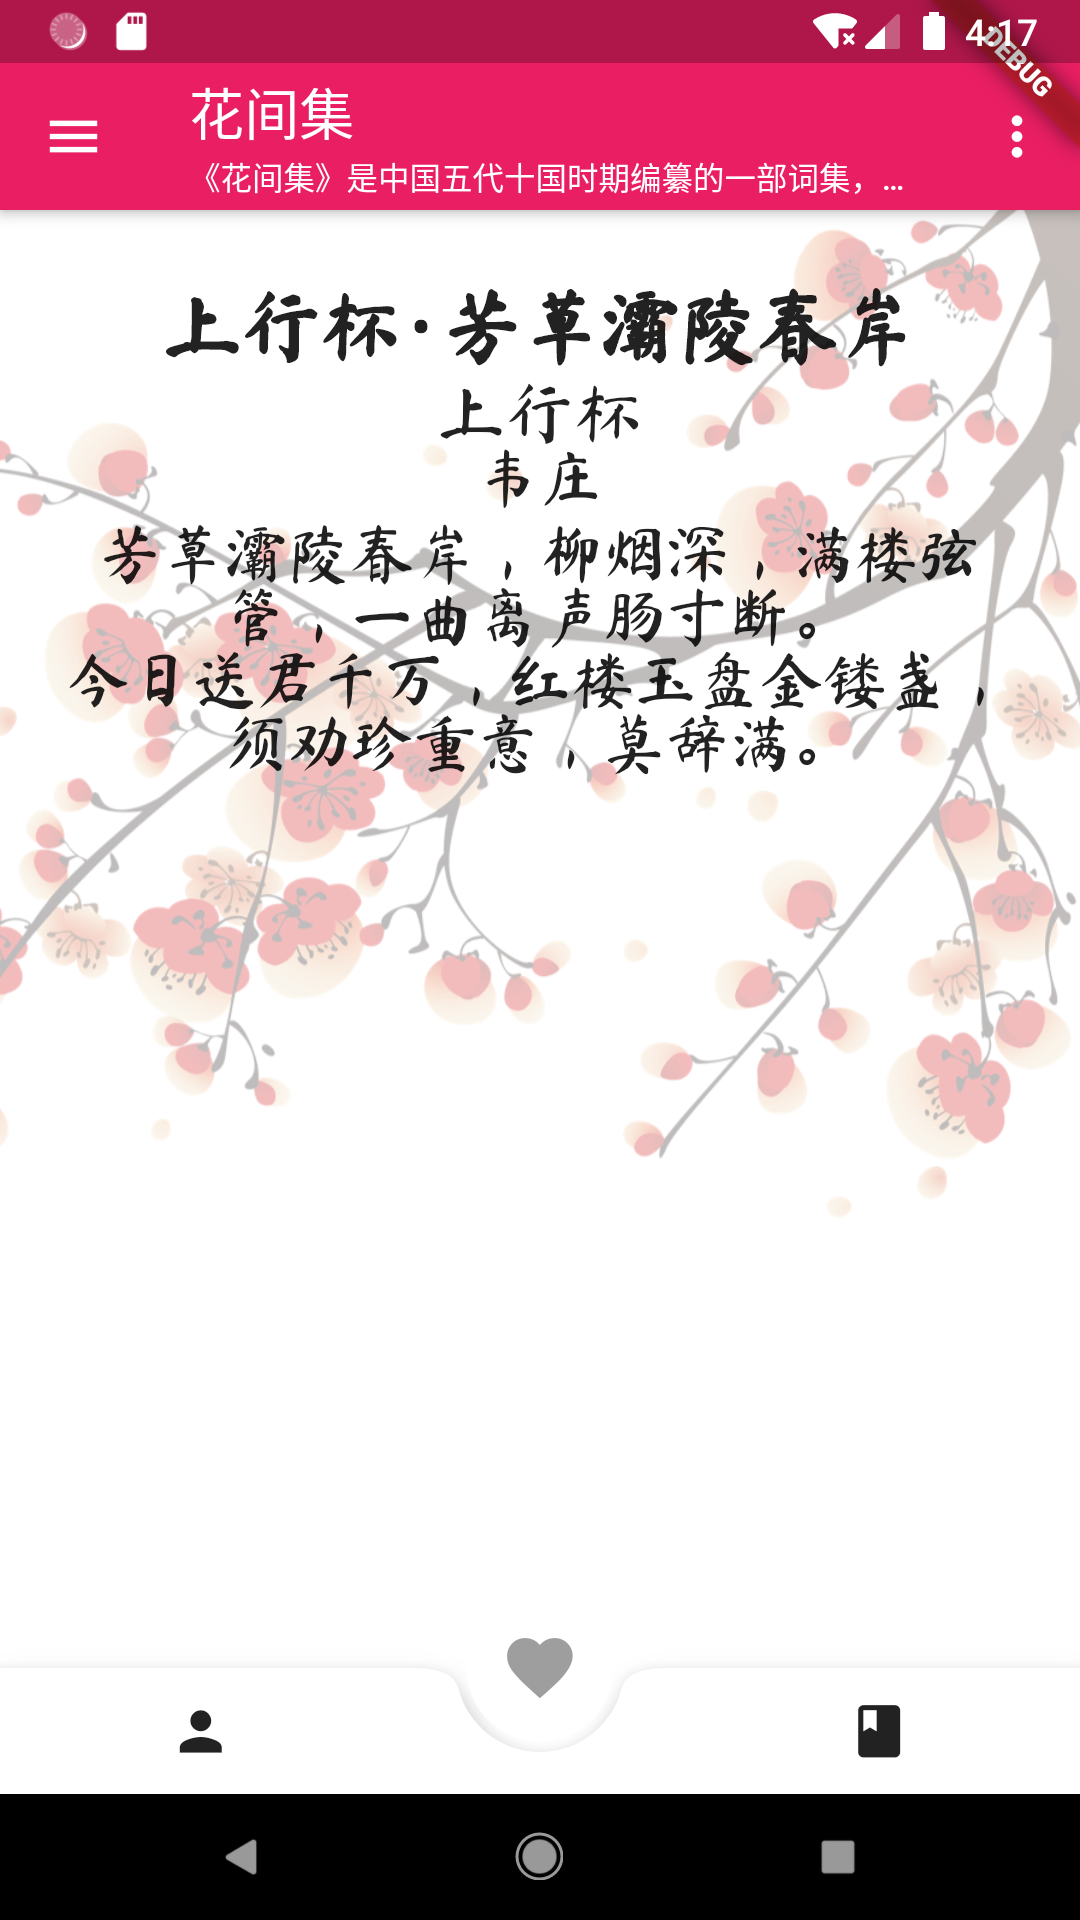 4:17
DEBUG
花间集
《花间集》是中国五代十国时期编纂的一部词集，...
上行杯·芳草灞陵春岸
上行杯
韦庄
芳草灞陵春岸，柳烟深，满楼弦
管，一曲离声肠寸断。
今日送君千万，红楼玉盘金镂盏，
须劝珍重意，莫辞满。